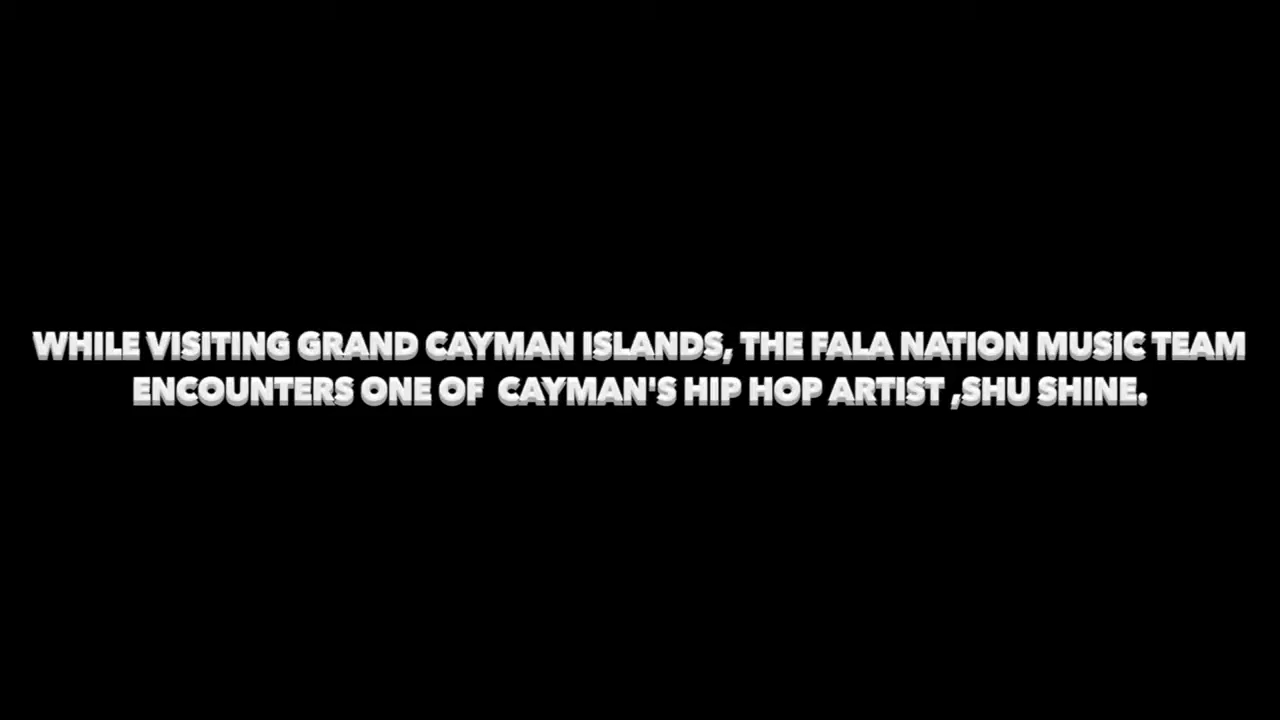 WHILE VISITING GRAND CAYMAN ISLANDS, THE FALA NATION MUSIC TEAM
ENCOUNTERS ONE OF  CAYMAN'S HIP HOP ARTIST ,SHU SHINE.